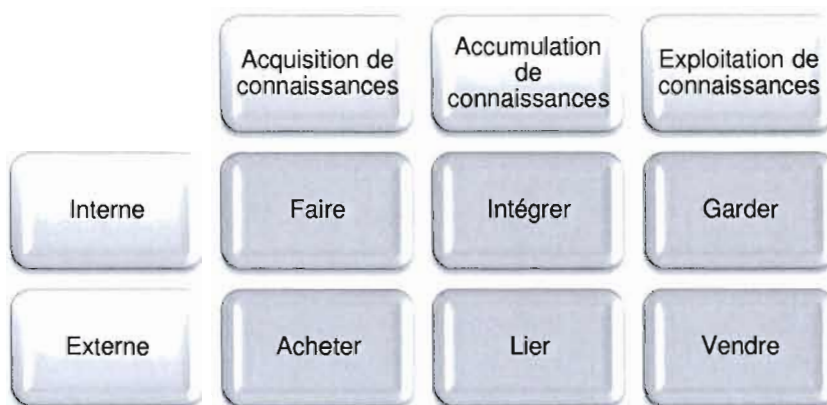 Acquisition de
connaissances
Accumulation
de
connaissances
Exploitation de
connaissances
Interne
Faire
Intégrer
Garder
Externe
Acheter
Lier
Vendre